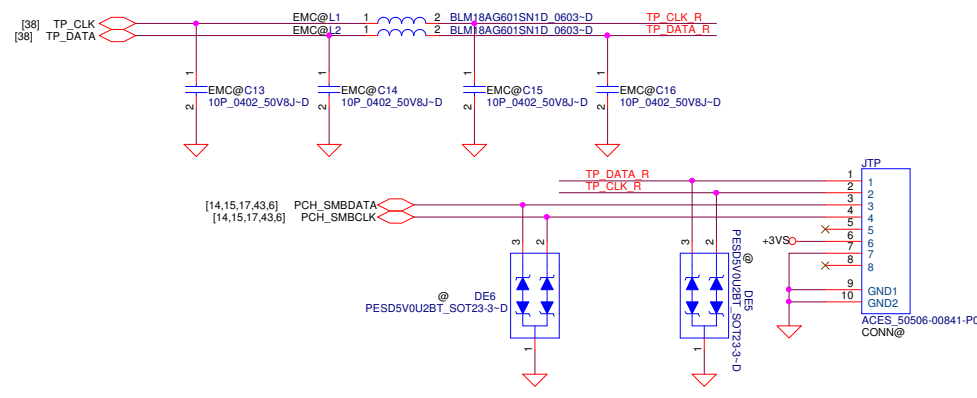 [38] TP_CLK EMC@L1 1 2 BLM18AG601SN1D_0603~D TP_CLK_R
[38] TP_DATA EMC@L2 1 2 BLM18AG601SN1D_0603~D TP_DATA_R
1 1 1 1
EMC@C13 EMC@C14 EMC@C15 EMC@C16
2 10P_0402_50V8J~D 2 10P_0402_50V8J~D 2 10P_0402_50V8J~D 2 10P_0402_50V8J~D
JTP
TP_DATA_R 1 1
TP_CLK_R 2 2
[14,15,17,43,6] PCH_SMBDATA 3 3
[14,15,17,43,6] PCH_SMBCLK 4 4
5 5
+3VS 6 6
7 7
8 8
9 GND1
10 GND2
ACES_50506-00841-P0
CONN@
3 2
@ DE6
PESD5V0U2BT_SOT23-3~D
1
3 2
@ DE5
PESD5V0U2BT_SOT23-3~D
1